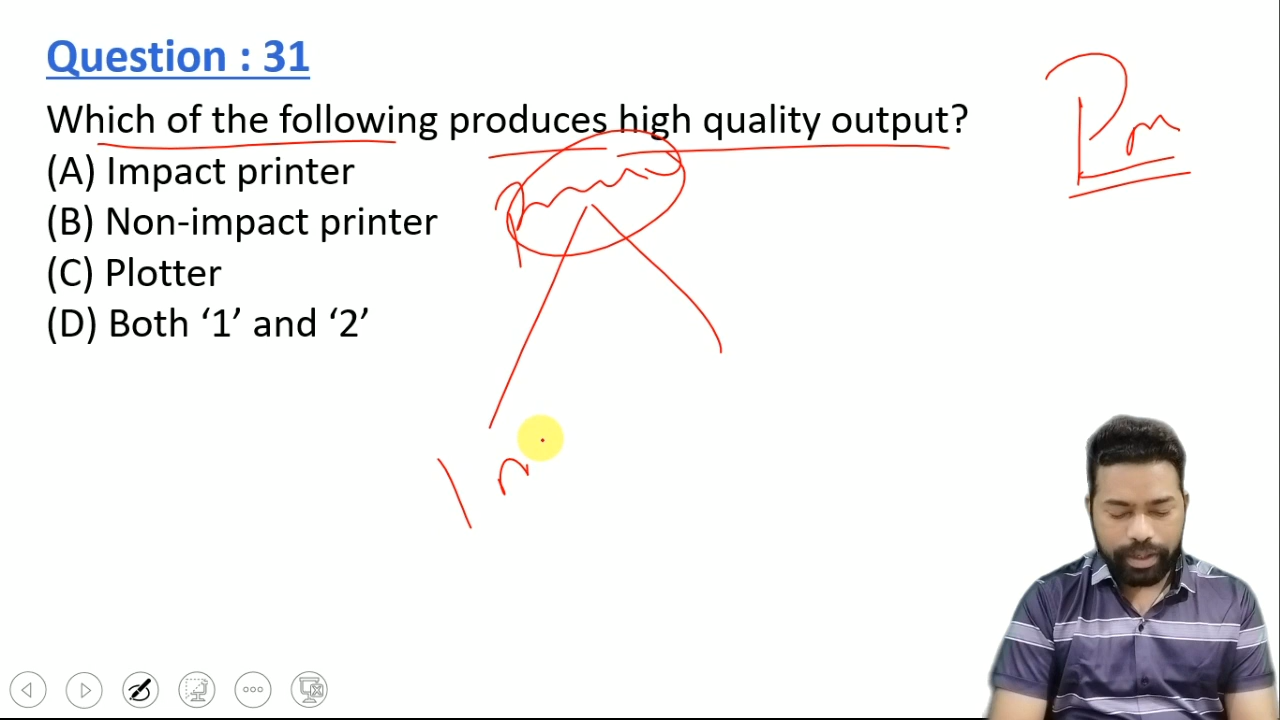 Question : 31
Which of the following produces high quality output?
(A) Impact printer
(B) Non-impact printer
(C) Plotter
(D) Both ‘1’ and ‘2’